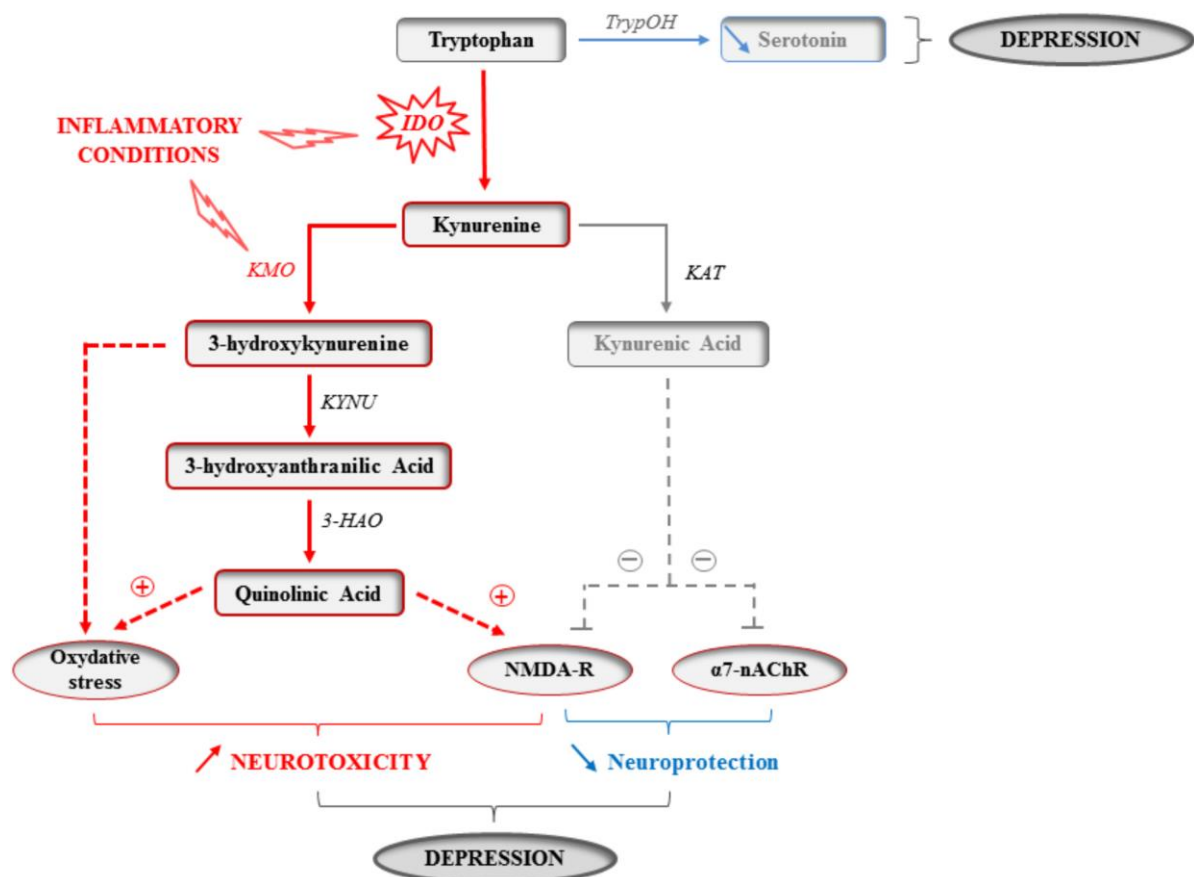 Tryptophan
TrypOH
Serotonin
DEPRESSION
INFLAMMATORY
CONDITIONS
IDO
Kynurenine
KMO
KAT
3-hydroxykynurenine
Kynurenic Acid
KYNU
3-hydroxyanthranilic Acid
3-HAO
Quinolinic Acid
+
+
−
−
Oxydative
stress
NMDA-R
α7-nAChR
NEUROTOXICITY
Neuroprotection
DEPRESSION